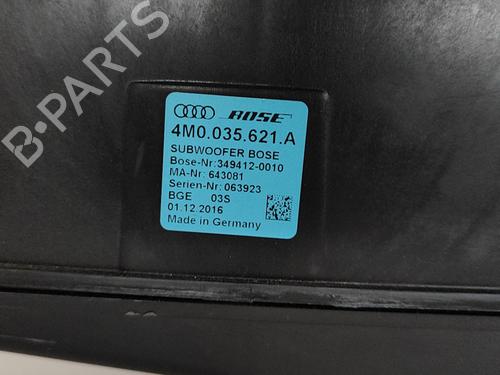 BOSE
4M0.035.621.A
SUBWOOFER BOSE
Bose-Nr:349412-0010
MA-Nr: 643081
Serien-Nr: 063923
BGE 03S
01.12.2016
Made in Germany
B-PARTS